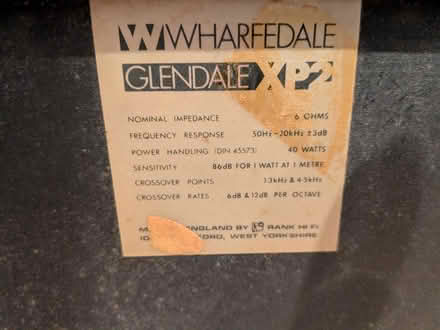 WHARFEDALE
GLENDALE XP2
NOMINAL IMPEDANCE 6 OHMS
FREQUENCY RESPONSE 50Hz-20kHz ±3dB
POWER HANDLING (DIN 45573) 40 WATTS
SENSITIVITY 86dB FOR 1 WATT AT 1 METRE
CROSSOVER POINTS 1·3kHz & 4·5kHz
CROSSOVER RATES 6dB & 12dB PER OCTAVE
ENGLAND BY RANK HI FI
WEST YORKSHIRE